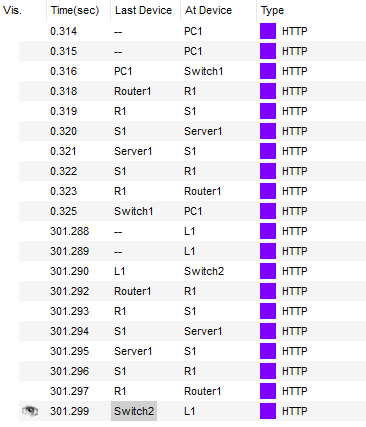 Vis. Time(sec) Last Device At Device Type
0.314 -- PC1 HTTP
0.315 -- PC1 HTTP
0.316 PC1 Switch1 HTTP
0.318 Router1 R1 HTTP
0.319 R1 S1 HTTP
0.320 S1 Server1 HTTP
0.321 Server1 S1 HTTP
0.322 S1 R1 HTTP
0.323 R1 Router1 HTTP
0.325 Switch1 PC1 HTTP
301.288 -- L1 HTTP
301.289 -- L1 HTTP
301.290 L1 Switch2 HTTP
301.292 Router1 R1 HTTP
301.293 R1 S1 HTTP
301.294 S1 Server1 HTTP
301.295 Server1 S1 HTTP
301.296 S1 R1 HTTP
301.297 R1 Router1 HTTP
301.299 Switch2 L1 HTTP